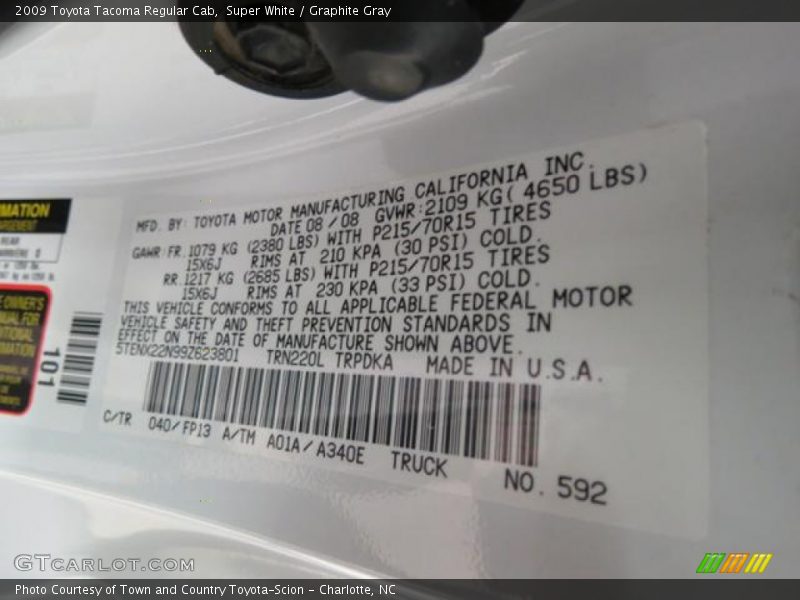 2009 Toyota Tacoma Regular Cab,  Super White / Graphite Gray
MFD. BY: TOYOTA MOTOR MANUFACTURING CALIFORNIA INC.
DATE 08/08 GVWR:2109 KG( 4650 LBS)
GAWR:FR.1079 KG (2380 LBS) WITH P215/70R15 TIRES
15X6J RIMS AT 210 KPA (30 PSI) COLD.
RR.1217 KG (2685 LBS) WITH P215/70R15 TIRES
15X6J RIMS AT 230 KPA (33 PSI) COLD.
THIS VEHICLE CONFORMS TO ALL APPLICABLE FEDERAL MOTOR
VEHICLE SAFETY AND THEFT PREVENTION STANDARDS IN
EFFECT ON THE DATE OF MANUFACTURE SHOWN ABOVE.
5TENX22N99Z623801 TRN220L TRPDKA MADE IN U.S.A.
C/TR 040/FP13 A/TM A01A/A340E TRUCK NO. 592
MATION
E OWNER'S
101
GTCARLOT.COM
Photo Courtesy of Town and Country Toyota-Scion - Charlotte, NC